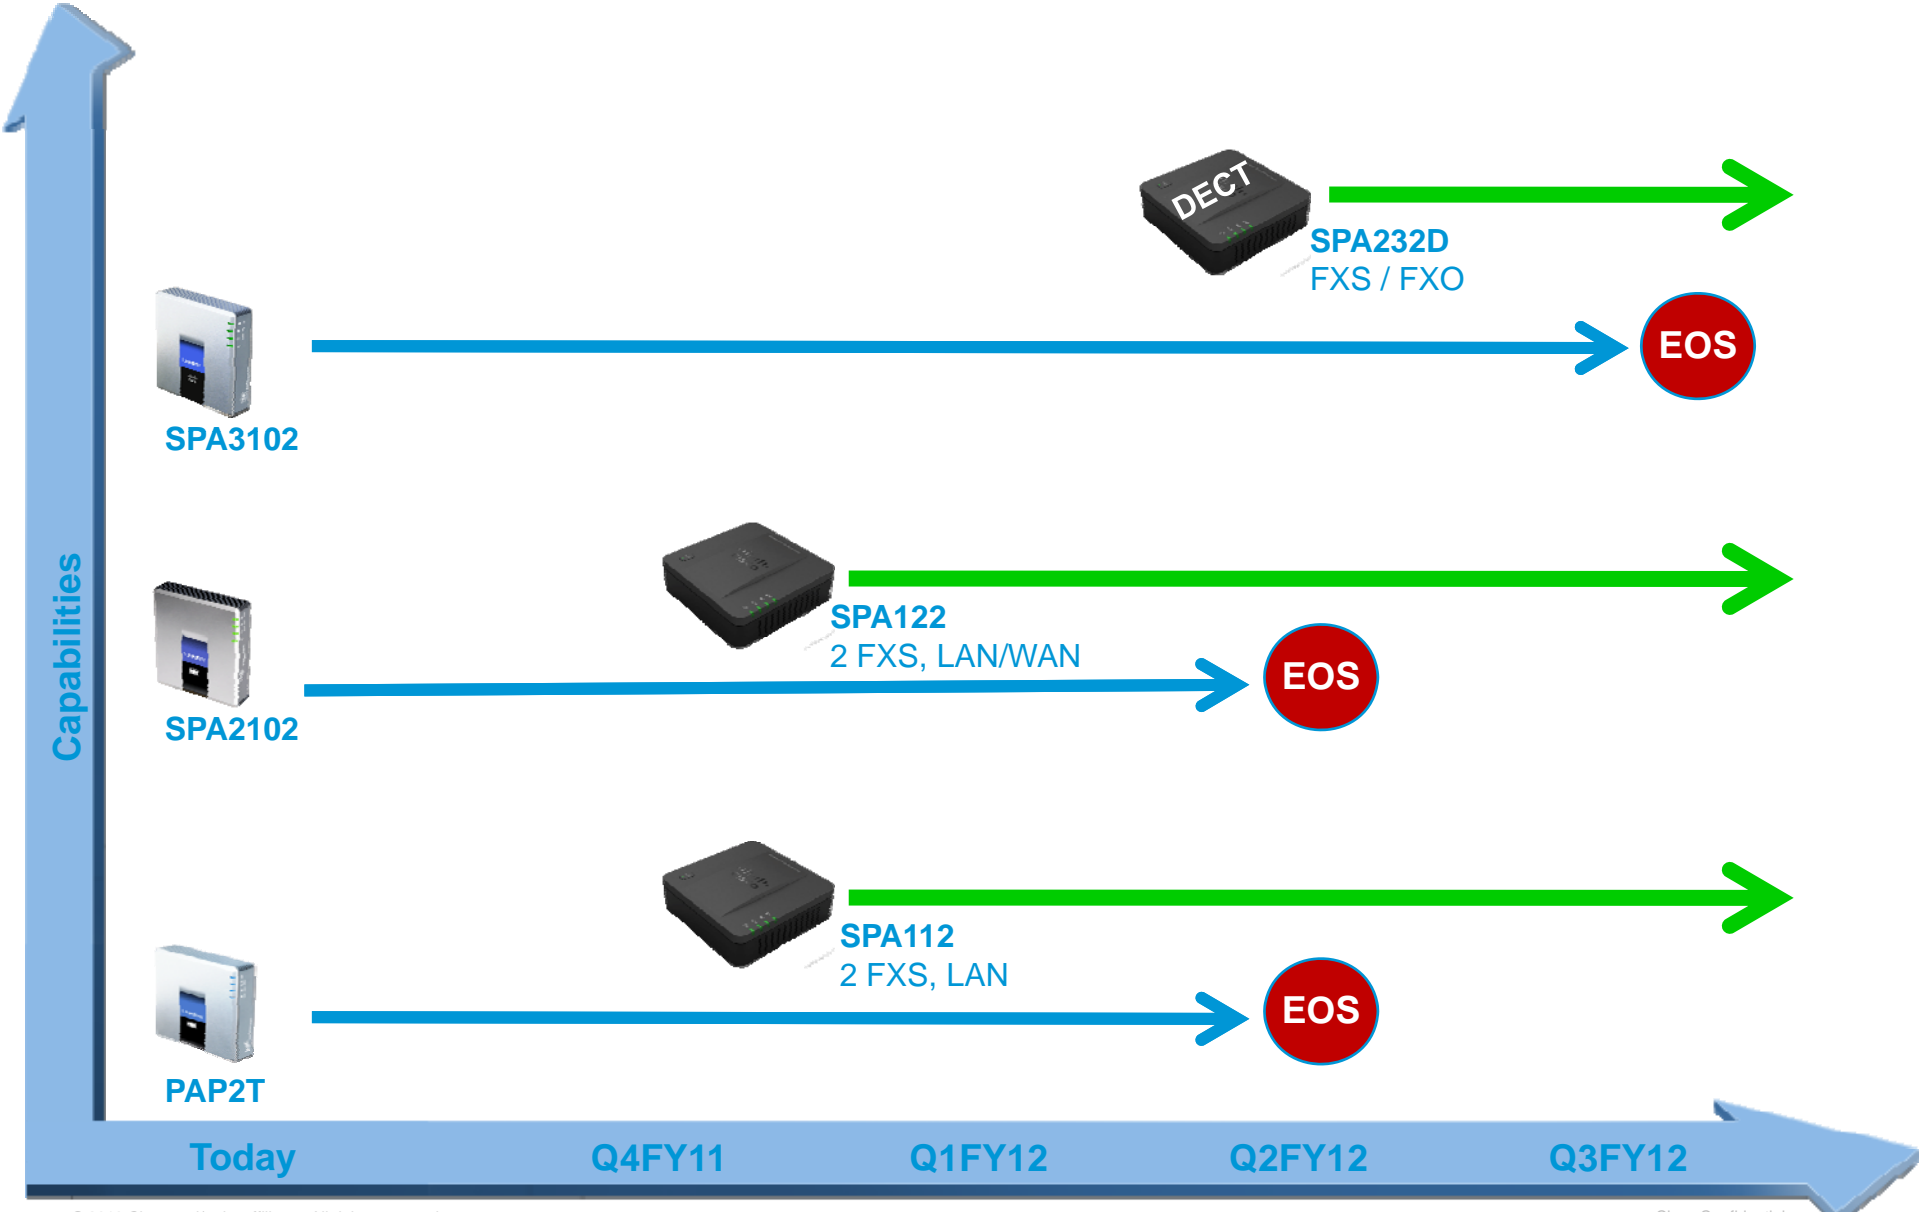 DECT
SPA232D
FXS / FXO
EOS
SPA3102
SPA122
2 FXS, LAN/WAN
EOS
SPA2102
Capabilities
SPA112
2 FXS, LAN
EOS
PAP2T
Today
Q4FY11
Q1FY12
Q2FY12
Q3FY12